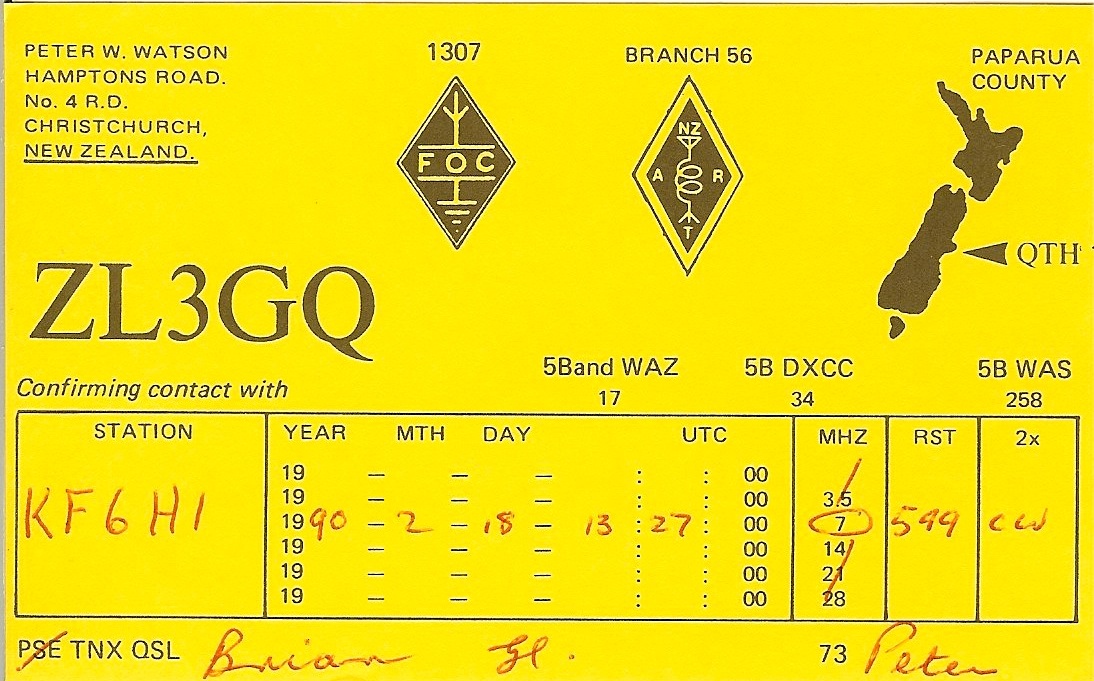 PETER W. WATSON
HAMPTONS ROAD.
No. 4 R.D.
CHRISTCHURCH,
NEW ZEALAND.
1307
FOC
BRANCH 56
NZ
A R
T
PAPARUA
COUNTY
QTH
ZL3GQ
5Band WAZ 5B DXCC 5B WAS
17 34 258
Confirming contact with
STATION YEAR MTH DAY UTC MHZ RST 2x
19 – – – : : 00
19 – – – : : 00 3,5
KF6HI 1990 – 2 – 18 – 13 : 27 : 00 7 599 CW
19 – – – : : 00 14
19 – – – : : 00 21
19 – – – : : 00 28
PSE TNX QSL Brian 73 Peter